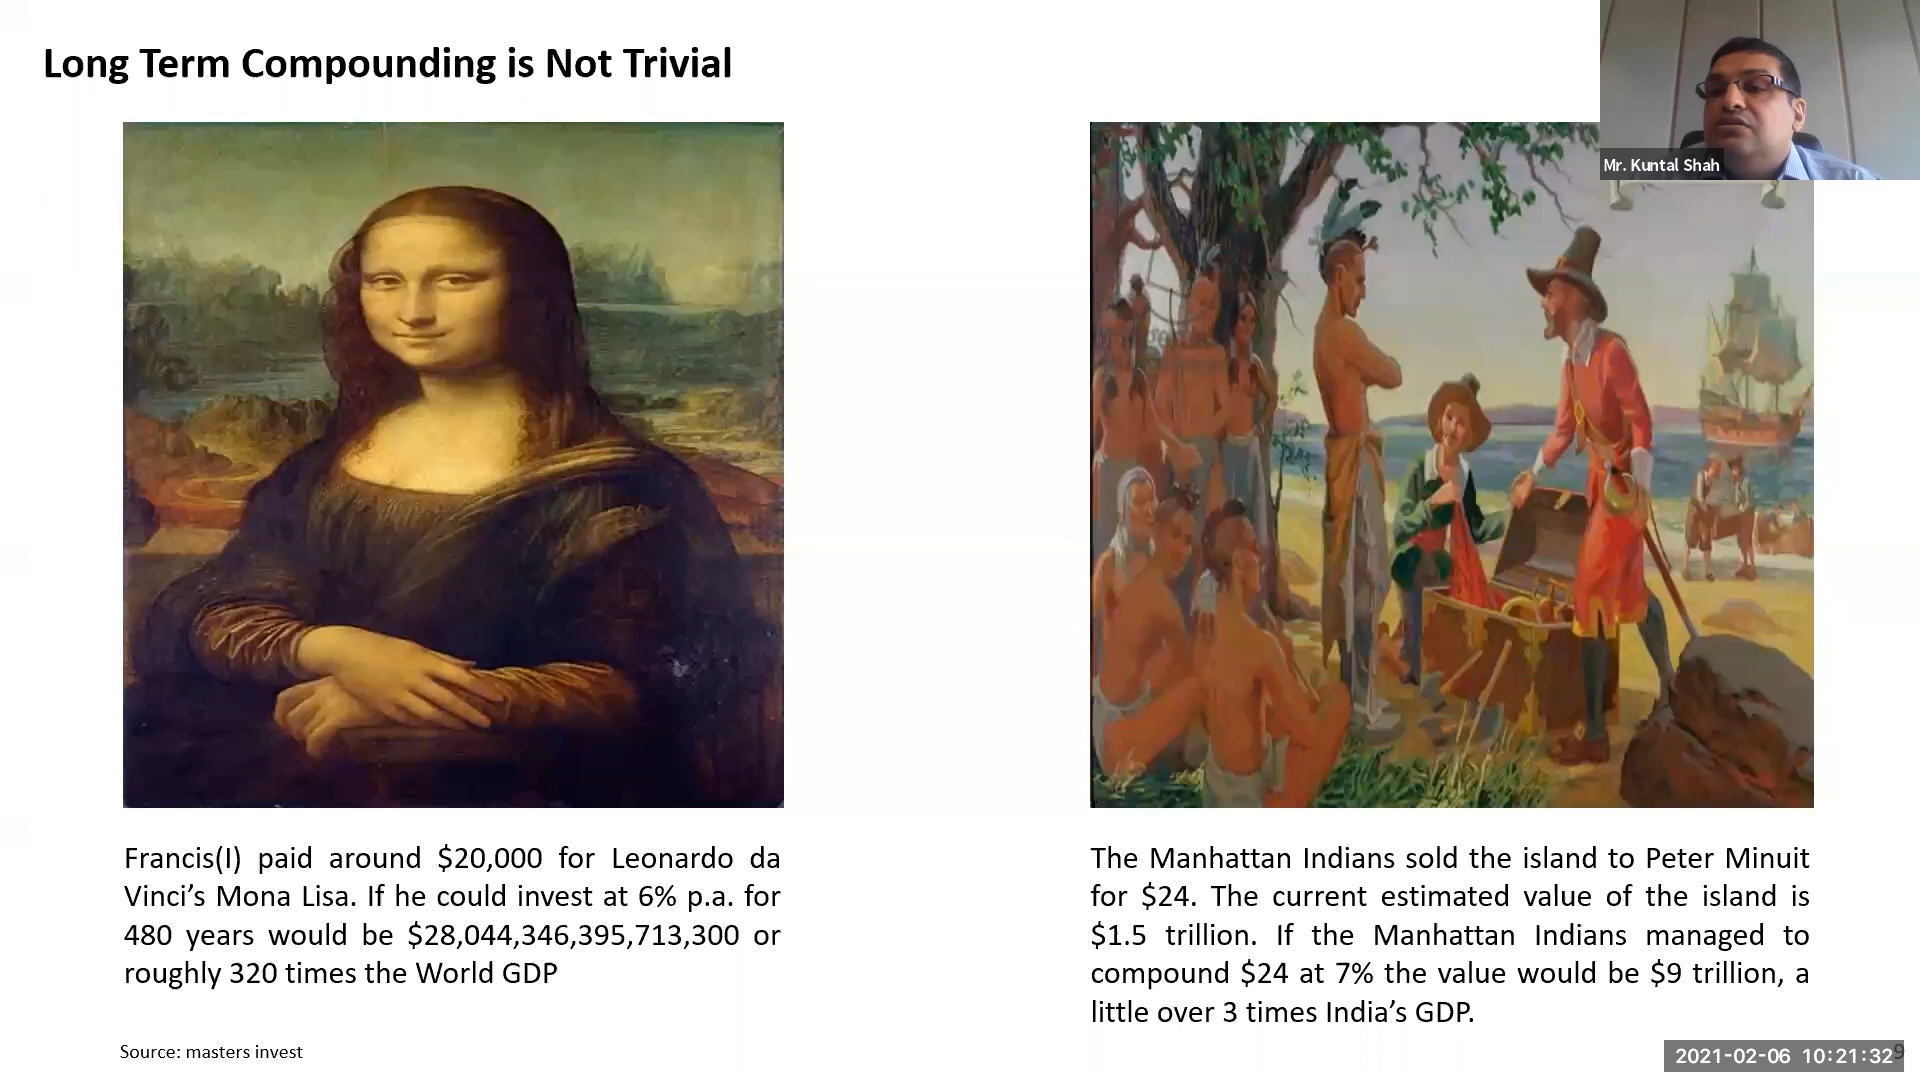 Long Term Compounding is Not Trivial
Mr. Kuntal Shah
Francis(I) paid around $20,000 for Leonardo da
Vinci’s Mona Lisa. If he could invest at 6% p.a. for
480 years would be $28,044,346,395,713,300 or
roughly 320 times the World GDP
The Manhattan Indians sold the island to Peter Minuit
for $24. The current estimated value of the island is
$1.5 trillion. If the Manhattan Indians managed to
compound $24 at 7% the value would be $9 trillion, a
little over 3 times India’s GDP.
Source: masters invest
2021-02-06 10:21:32
9